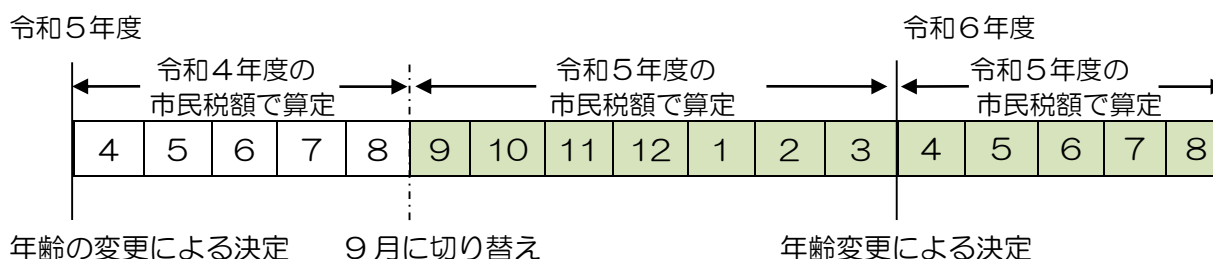 令和５年度
令和６年度
令和４年度の
市民税額で算定
令和５年度の
市民税額で算定
令和５年度の
市民税額で算定
４ ５ ６ ７ ８ ９ 10 11 12 １ ２ ３ ４ ５ ６ ７ ８
年齢の変更による決定
９月に切り替え
年齢変更による決定